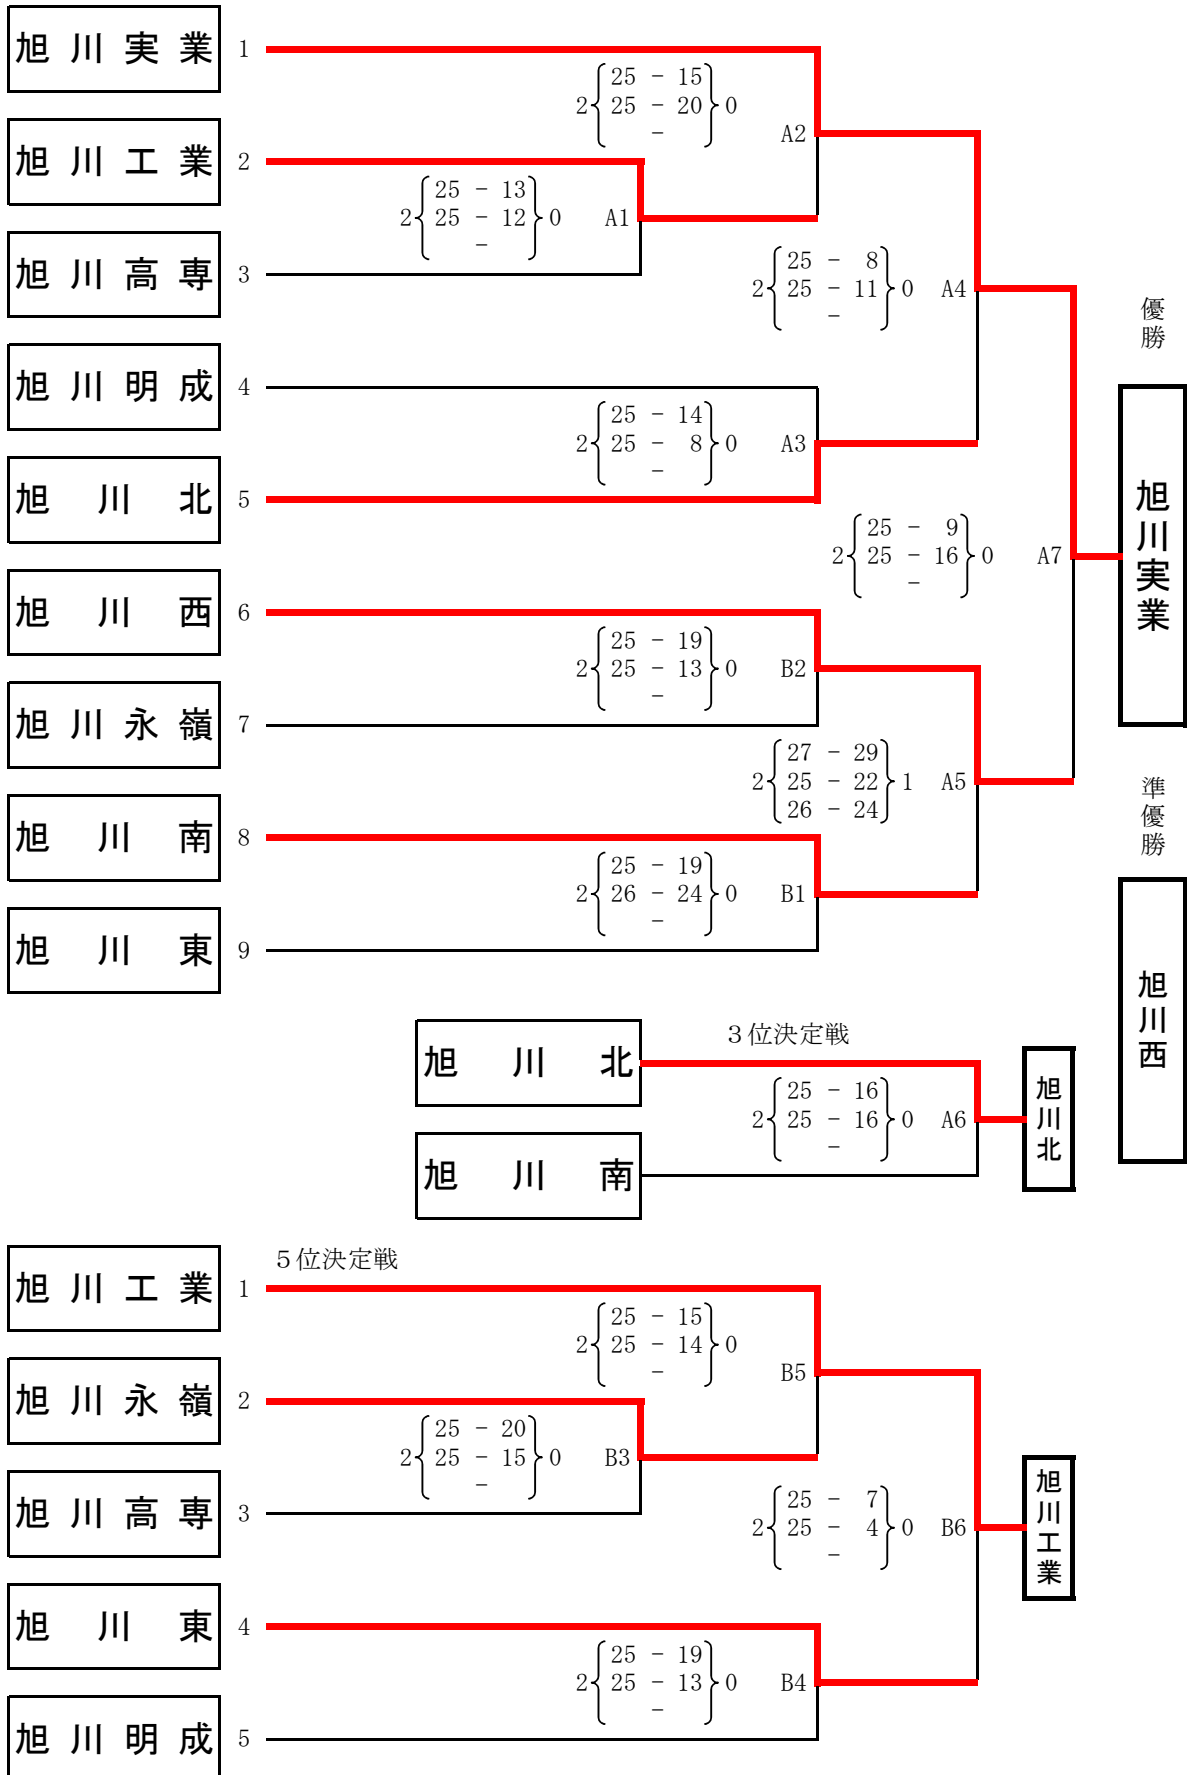 旭川実業 1
25 - 15
2 25 - 20 0 A2
-
旭川工業 2
25 - 13
2 25 - 12 0 A1
-
旭川高専 3
25 - 8
2 25 - 11 0 A4
-
旭川明成 4
25 - 14
2 25 - 8 0 A3
-
旭川北 5
25 - 9
2 25 - 16 0 A7
-
旭川西 6
25 - 19
2 25 - 13 0 B2
-
旭川永嶺 7
27 - 29
2 25 - 22 1 A5
26 - 24
旭川南 8
25 - 19
2 26 - 24 0 B1
-
旭川東 9
優勝
旭川実業
準優勝
旭川西
3位決定戦
旭川北
25 - 16
2 25 - 16 0 A6
-
旭川南
旭川北
5位決定戦
旭川工業 1
25 - 15
2 25 - 14 0 B5
-
旭川永嶺 2
25 - 20
2 25 - 15 0 B3
-
旭川高専 3
25 - 7
2 25 - 4 0 B6
-
旭川工業
旭川東 4
25 - 19
2 25 - 13 0 B4
-
旭川明成 5